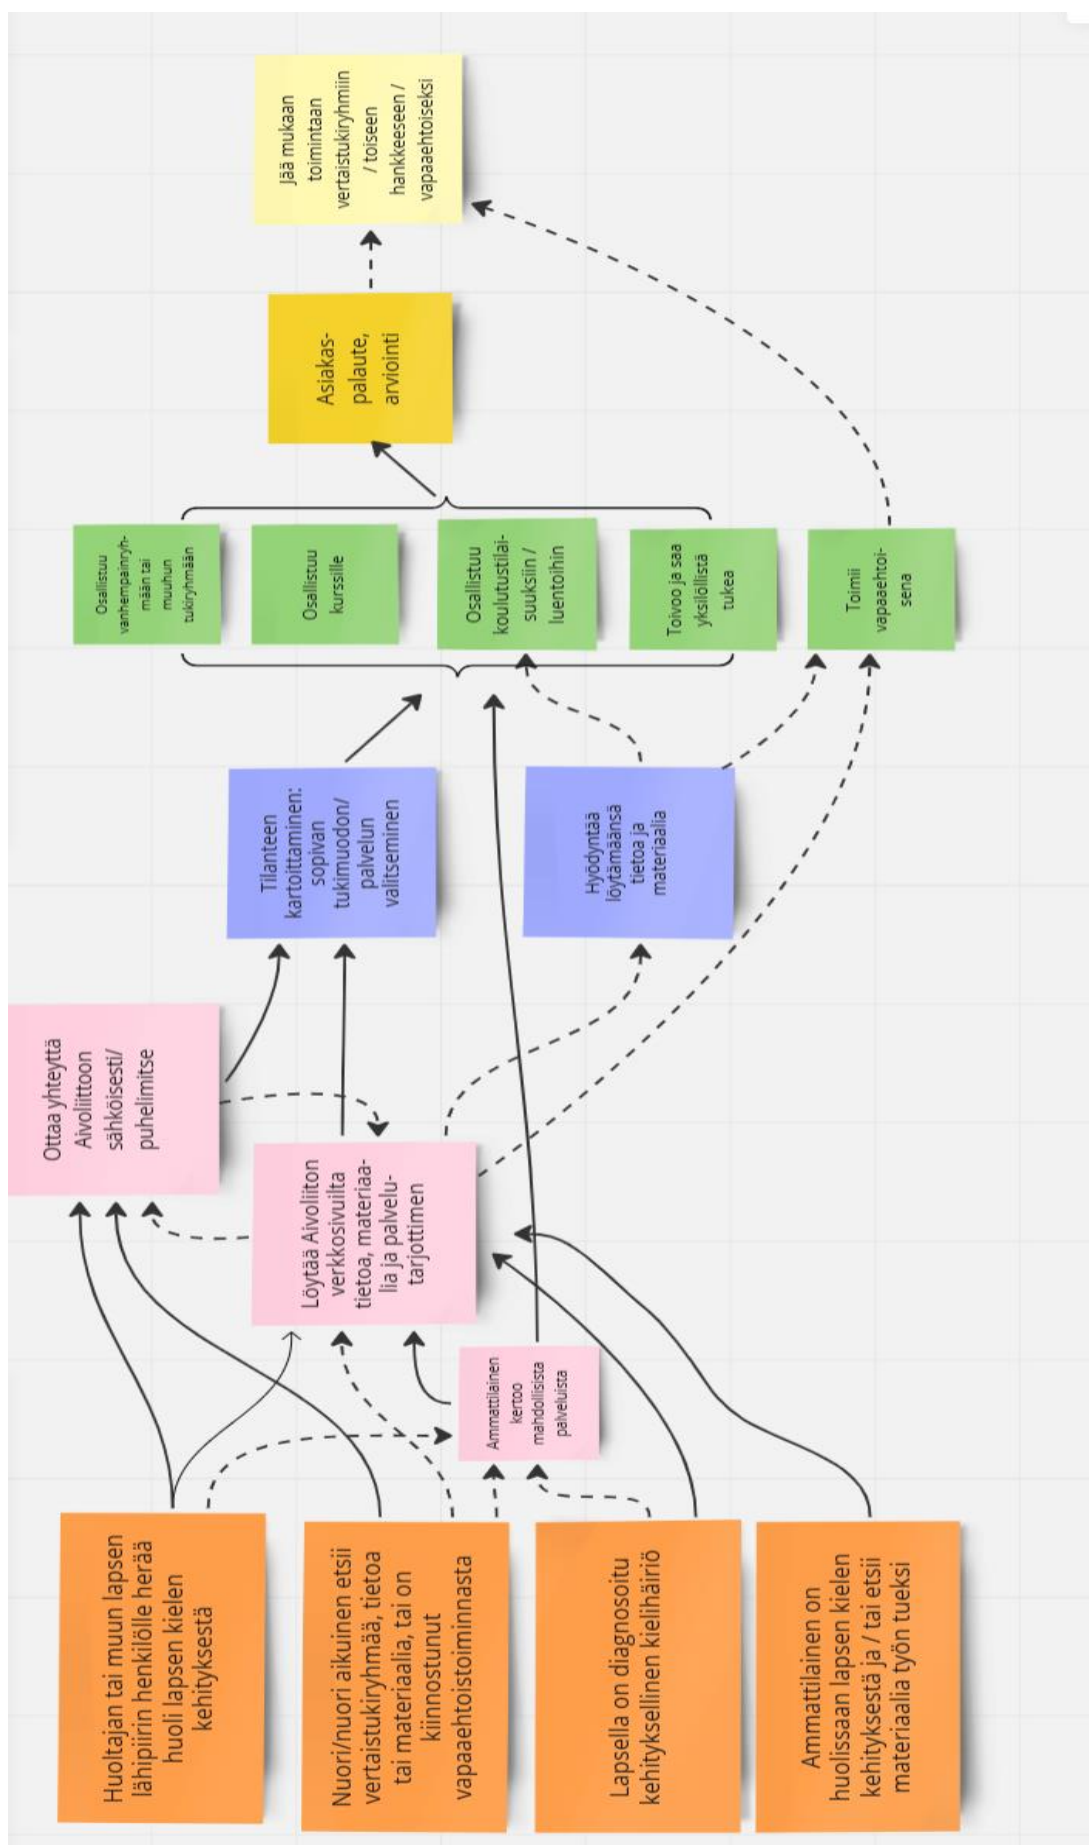 Huoltajan tai muun lapsen
lähipiirin henkilölle herää
huoli lapsen kielen
kehityksestä
Nuori/nuori aikuinen etsii
vertaistukiryhmää, tietoa
tai materiaalia, tai on
kiinnostunut
vapaaehtoistoiminnasta
Lapsella on diagnosoitu
kehityksellinen kielihäiriö
Ammattilainen on
huolissaan lapsen kielen
kehityksestä ja / tai etsii
materiaalia työn tueksi
Ottaa yhteyttä
Aivoliittoon
sähköisesti/
puhelimitse
Löytää Aivoliiton
verkkosivuilta
tietoa, materiaa-
lia ja palvelu-
tarjottimen
Ammattilainen
kertoo
mahdollisista
palveluista
Tilanteen
kartoittaminen:
sopivan
tukimuodon/
palvelun
valitseminen
Hyödyntää
löytämäänsä
tietoa ja
materiaalia
Osallistuu
vanhempainryh-
mään tai
muuhun
tukiryhmään
Osallistuu
kurssille
Osallistuu
koulutustilai-
suuksiin /
luentoihin
Toivoo ja saa
yksilöllistä
tukea
Toimii
vapaaehtoi-
sena
Asiakas-
palaute,
arviointi
Jää mukaan
toimintaan
vertaistukiryhmiin
/ toiseen
hankkeeseen /
vapaaehtoiseksi